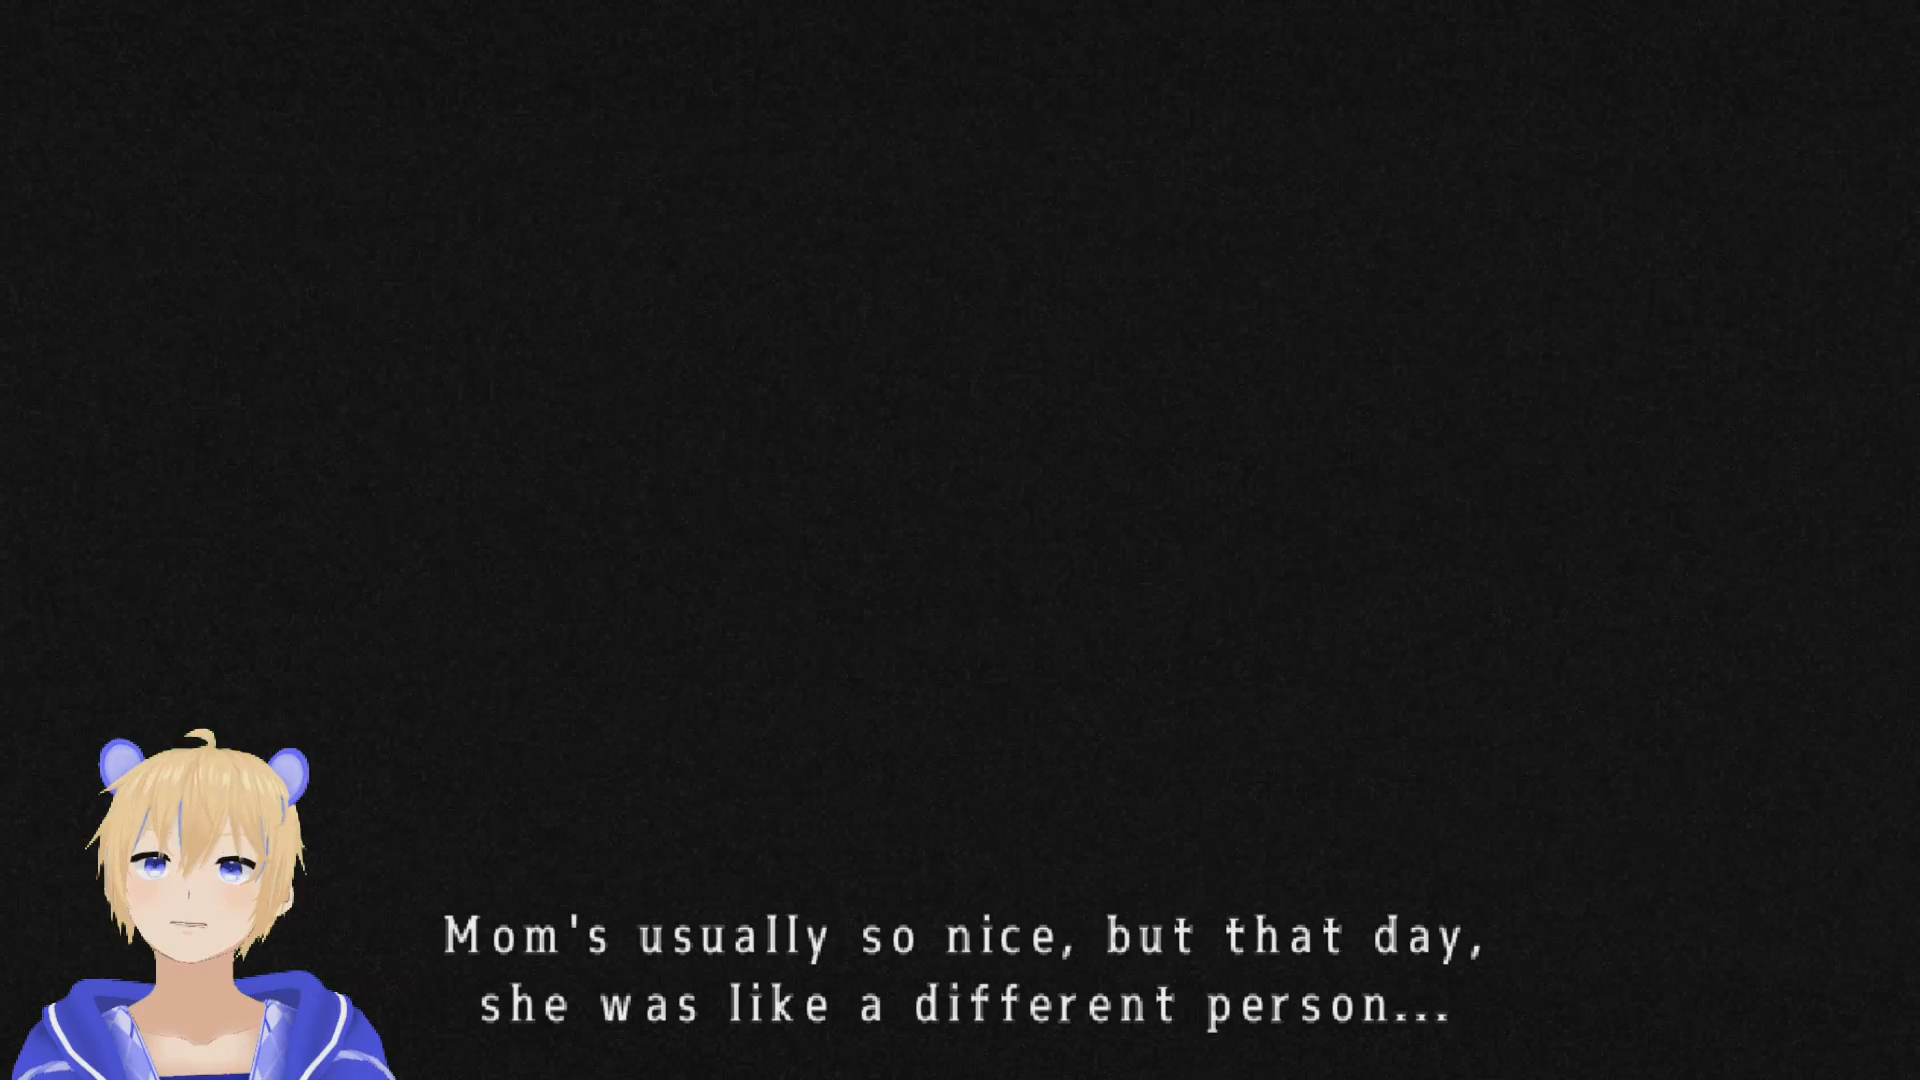 Mom's usually so nice, but that day,
she was like a different person...